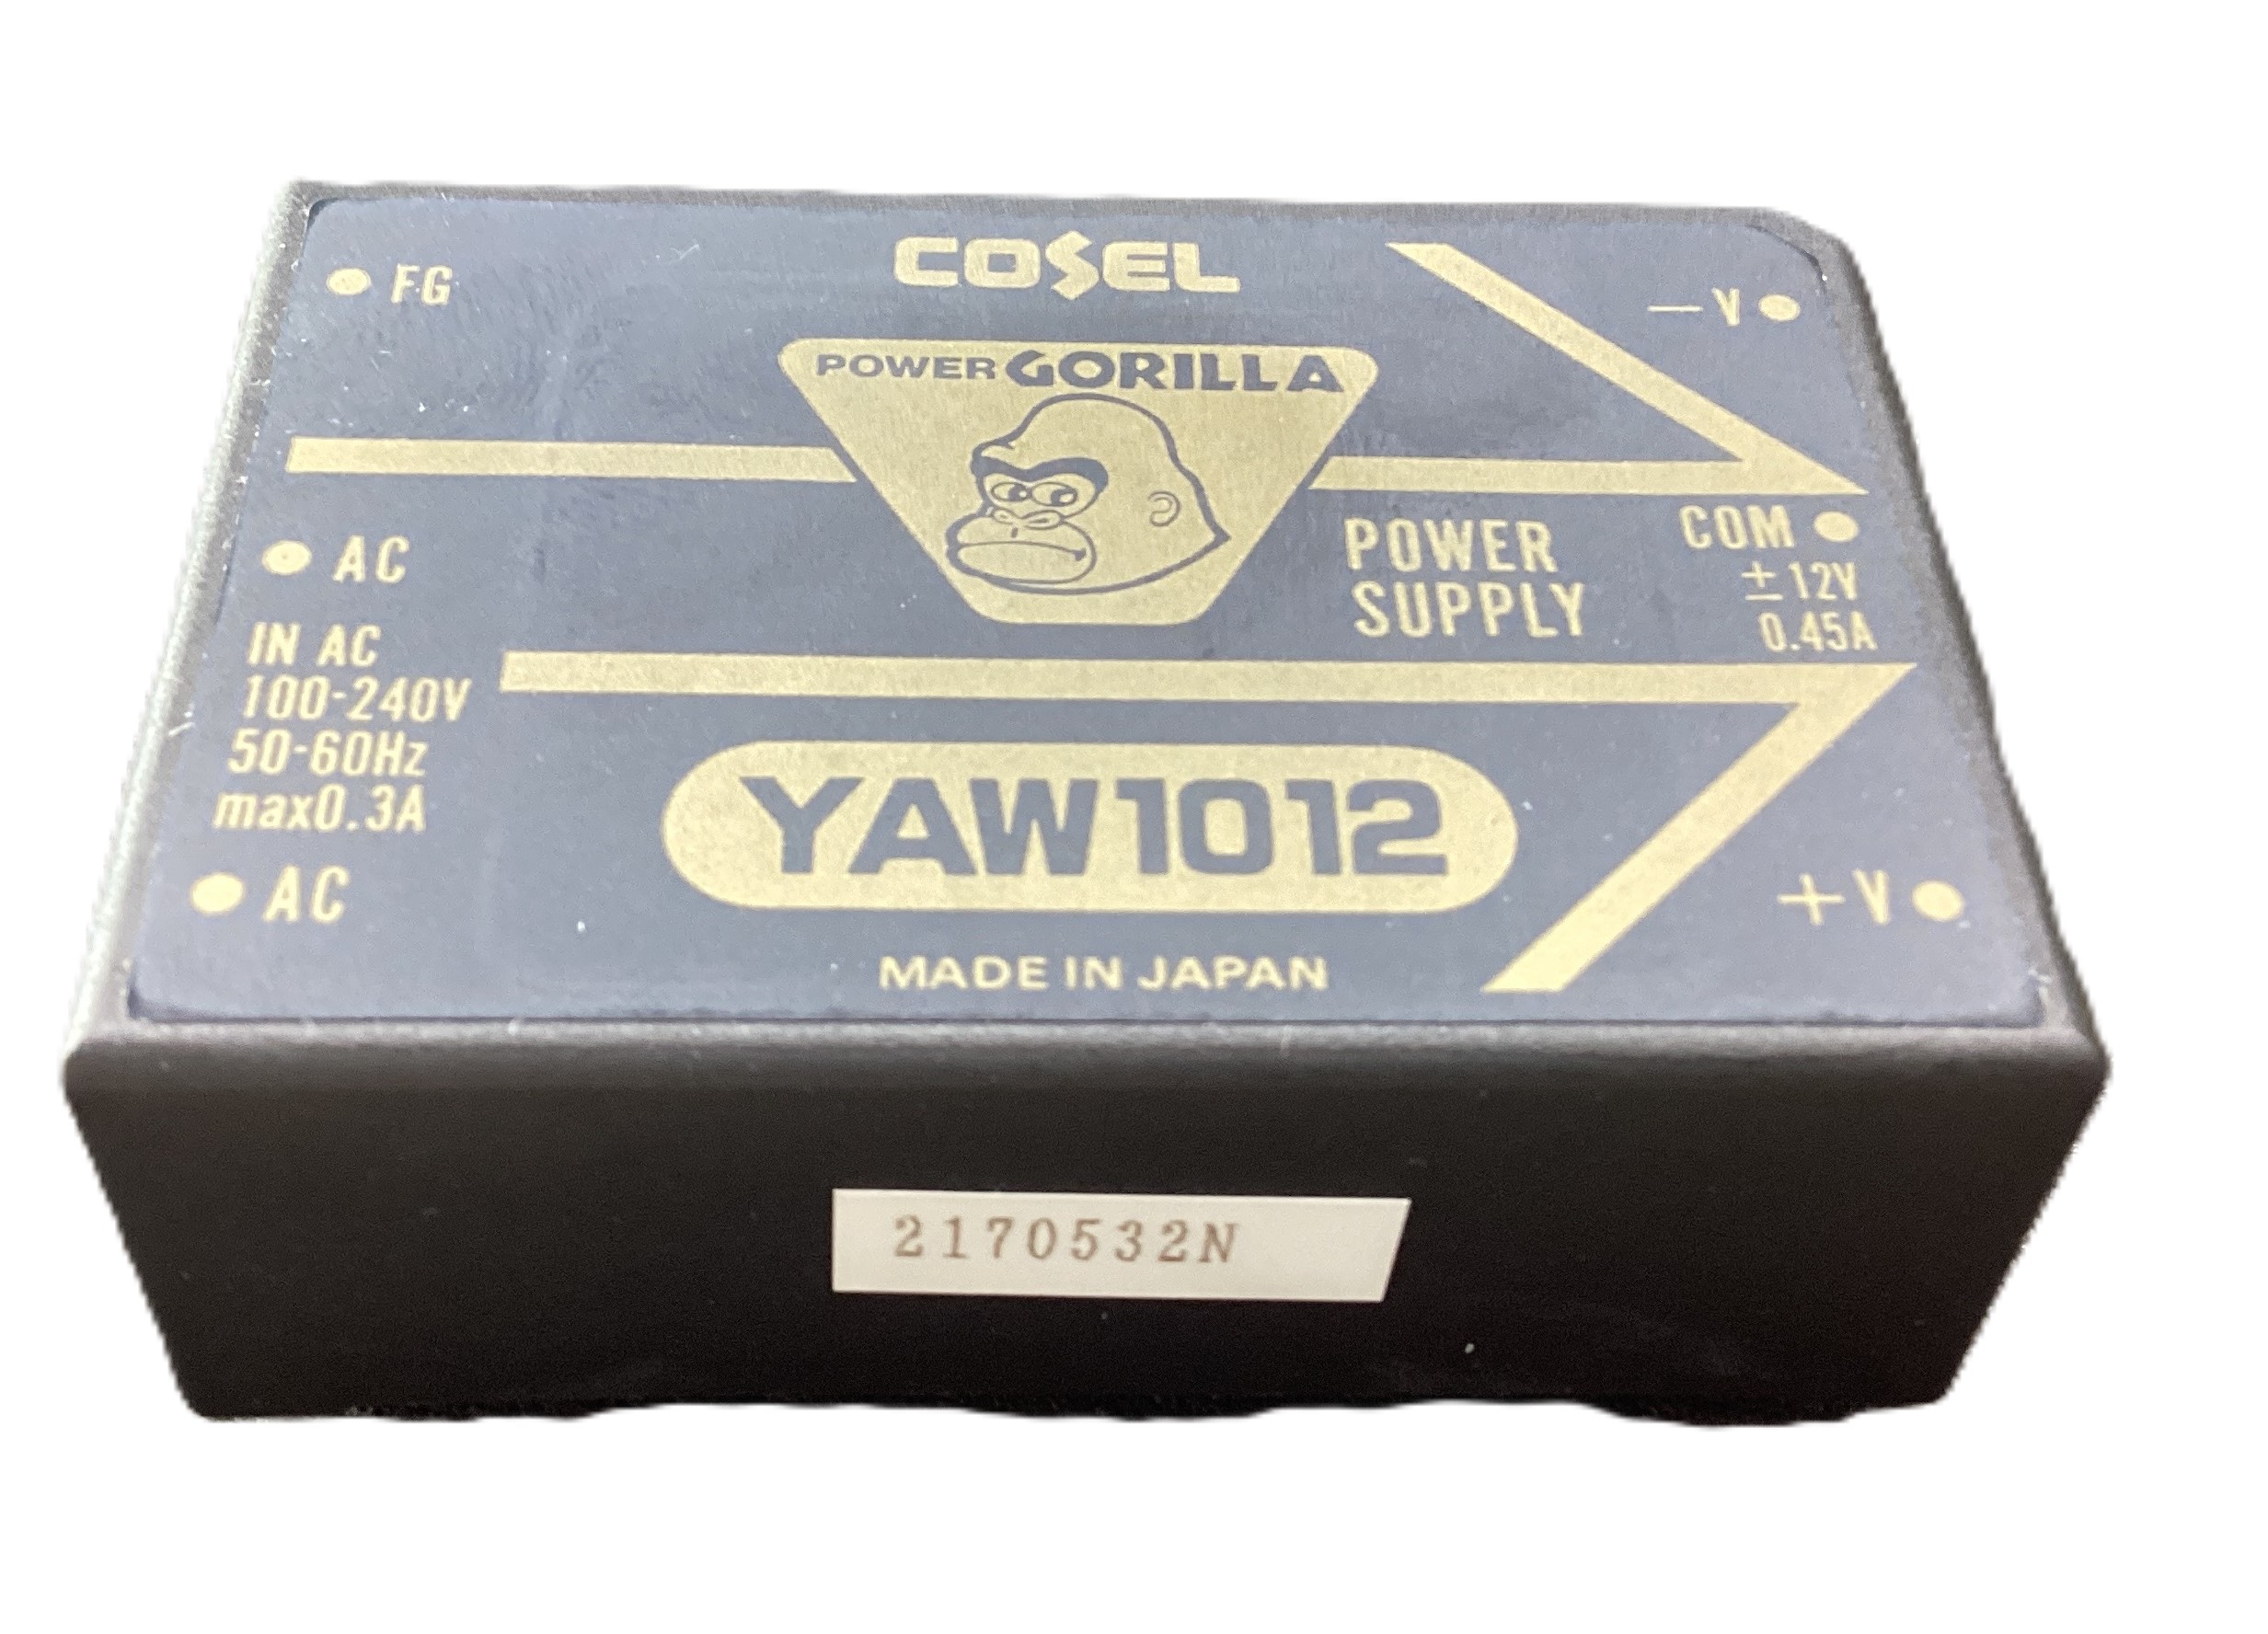 COSEL
FG
— V
POWER GORILLA
AC
POWER
SUPPLY
COM
±12V
0.45A
IN AC
100-240V
50-60Hz
max0.3A
YAW1012
AC
+V
MADE IN JAPAN
2170532N